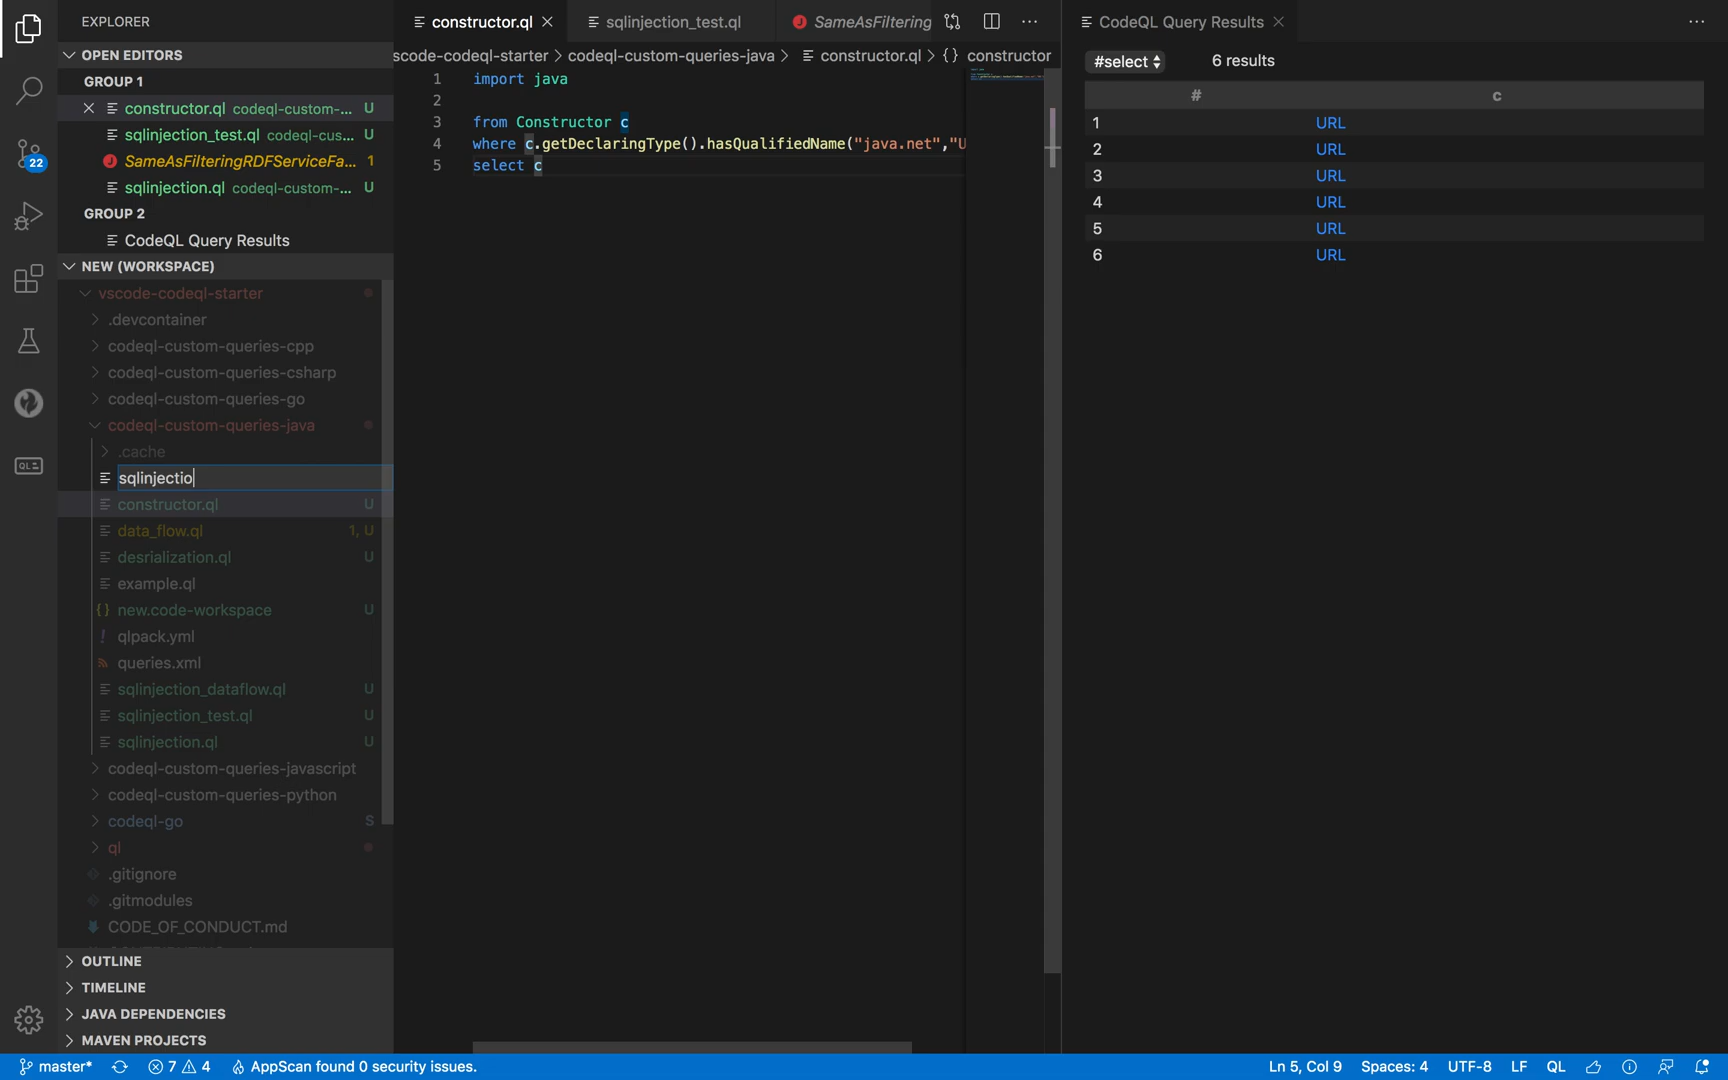 EXPLORER
OPEN EDITORS
GROUP 1
constructor.ql codeql-custom-... U
sqlinjection_test.ql codeql-cus... U
SameAsFilteringRDFServiceFa... 1
sqlinjection.ql codeql-custom-... U
GROUP 2
CodeQL Query Results
NEW (WORKSPACE)
vscode-codeql-starter
.devcontainer
codeql-custom-queries-cpp
codeql-custom-queries-csharp
codeql-custom-queries-go
codeql-custom-queries-java
.cache
sqlinjectio
constructor.ql U
data_flow.ql 1, U
desrialization.ql U
example.ql
new.code-workspace U
qlpack.yml
queries.xml
sqlinjection_dataflow.ql U
sqlinjection_test.ql U
sqlinjection.ql U
codeql-custom-queries-javascript
codeql-custom-queries-python
codeql-go S
ql
.gitignore
.gitmodules
CODE_OF_CONDUCT.md
OUTLINE
TIMELINE
JAVA DEPENDENCIES
MAVEN PROJECTS
22
QL
constructor.ql sqlinjection_test.ql SameAsFiltering
scode-codeql-starter > codeql-custom-queries-java > constructor.ql > {} constructor
1 import java
2
3 from Constructor c
4 where c.getDeclaringType().hasQualifiedName("java.net","U
5 select c
CodeQL Query Results
#select 6 results
# c
1 URL
2 URL
3 URL
4 URL
5 URL
6 URL
master* 7 4 AppScan found 0 security issues. Ln 5, Col 9 Spaces: 4 UTF-8 LF QL